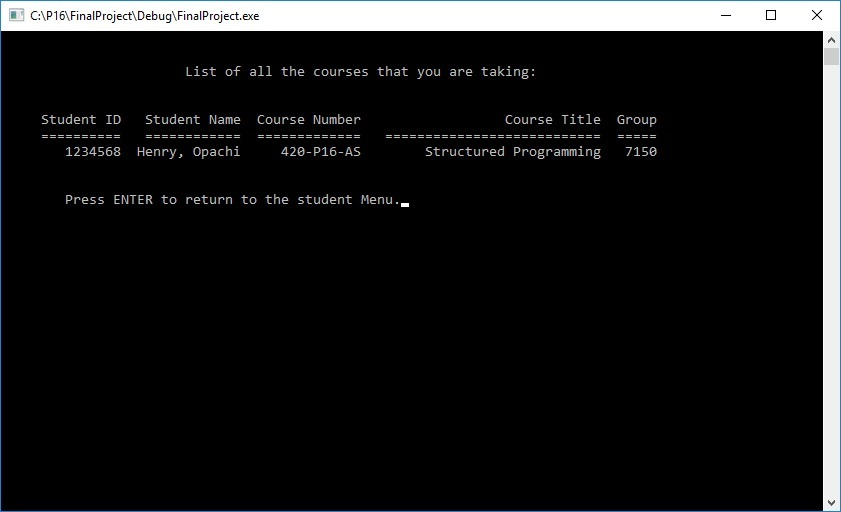 C:\P16\FinalProject\Debug\FinalProject.exe
List of all the courses that you are taking:
Student ID   Student Name  Course Number                  Course Title  Group
==========   ============  =============   ===========================  =====
1234568  Henry, Opachi     420-P16-AS        Structured Programming   7150
Press ENTER to return to the student Menu.